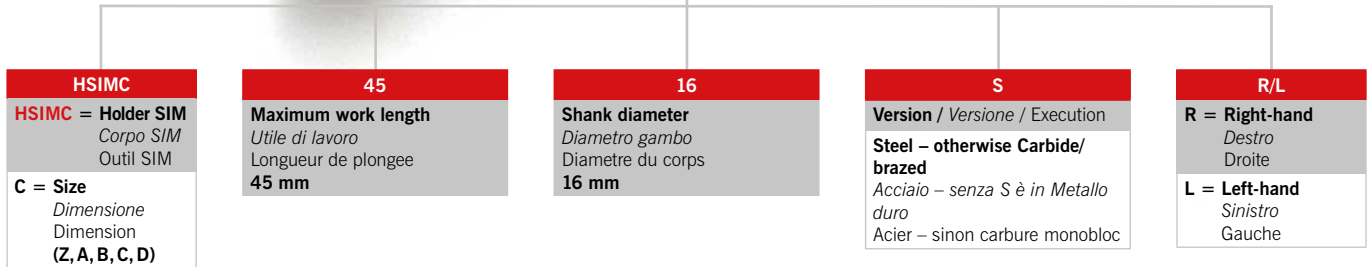 HSIMC
HSIMC = Holder SIM
Corpo SIM
Outil SIM
C = Size
Dimensione
Dimension
(Z, A, B, C, D)
45
Maximum work length
Utile di lavoro
Longueur de plongee
45 mm
16
Shank diameter
Diametro gambo
Diametre du corps
16 mm
S
Version / Versione / Execution
Steel – otherwise Carbide/
brazed
Acciaio – senza S è in Metallo
duro
Acier – sinon carbure monobloc
R/L
R = Right-hand
Destro
Droite
L = Left-hand
Sinistro
Gauche